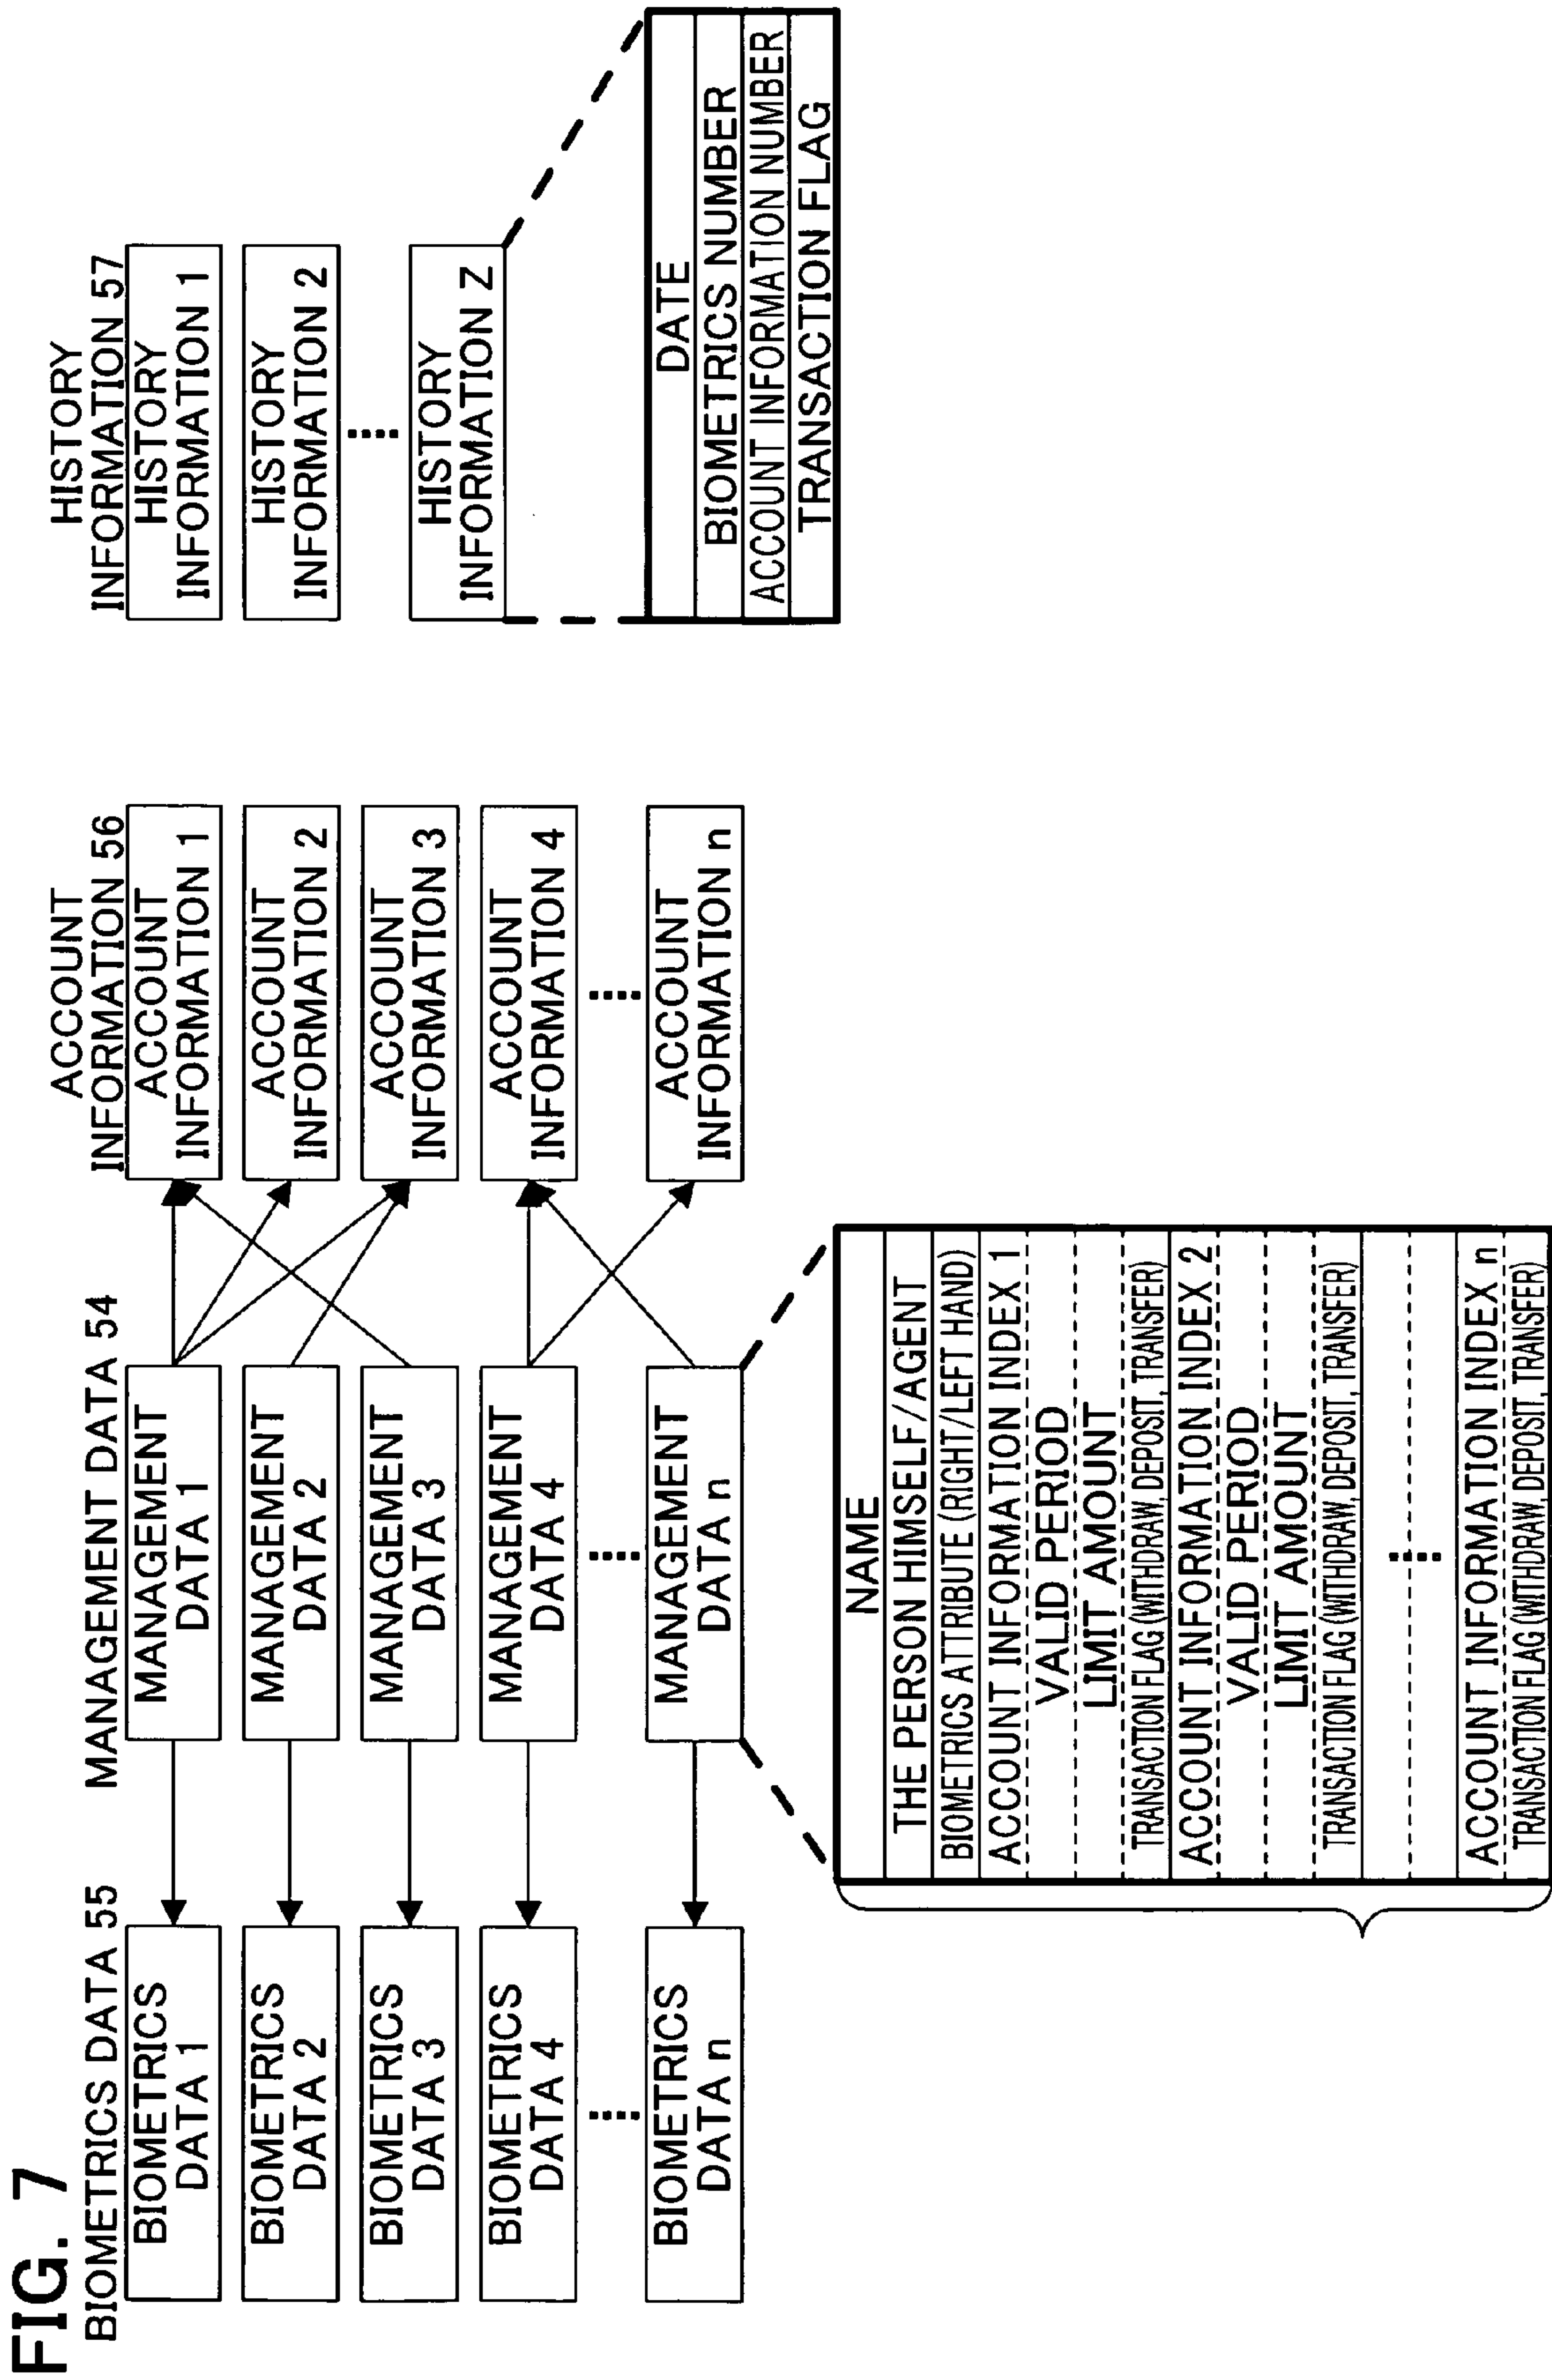 FIG. 7
BIOMETRICS DATA 55
BIOMETRICS
DATA 1
BIOMETRICS
DATA 2
BIOMETRICS
DATA 3
BIOMETRICS
DATA 4
BIOMETRICS
DATA n
MANAGEMENT DATA 54
MANAGEMENT
DATA 1
MANAGEMENT
DATA 2
MANAGEMENT
DATA 3
MANAGEMENT
DATA 4
MANAGEMENT
DATA n
NAME
THE PERSON HIMSELF/AGENT
BIOMETRICS ATTRIBUTE (RIGHT/LEFT HAND)
ACCOUNT INFORMATION INDEX 1
VALID PERIOD
LIMIT AMOUNT
TRANSACTION FLAG (WITHDRAW, DEPOSIT, TRANSFER)
ACCOUNT INFORMATION INDEX 2
VALID PERIOD
LIMIT AMOUNT
TRANSACTION FLAG (WITHDRAW, DEPOSIT, TRANSFER)
ACCOUNT INFORMATION INDEX n
TRANSACTION FLAG (WITHDRAW, DEPOSIT, TRANSFER)
ACCOUNT
INFORMATION 56
ACCOUNT
INFORMATION 1
ACCOUNT
INFORMATION 2
ACCOUNT
INFORMATION 3
ACCOUNT
INFORMATION 4
ACCOUNT
INFORMATION n
HISTORY
INFORMATION 57
HISTORY
INFORMATION 1
HISTORY
INFORMATION 2
HISTORY
INFORMATION Z
DATE
BIOMETRICS NUMBER
ACCOUNT INFORMATION NUMBER
TRANSACTION FLAG